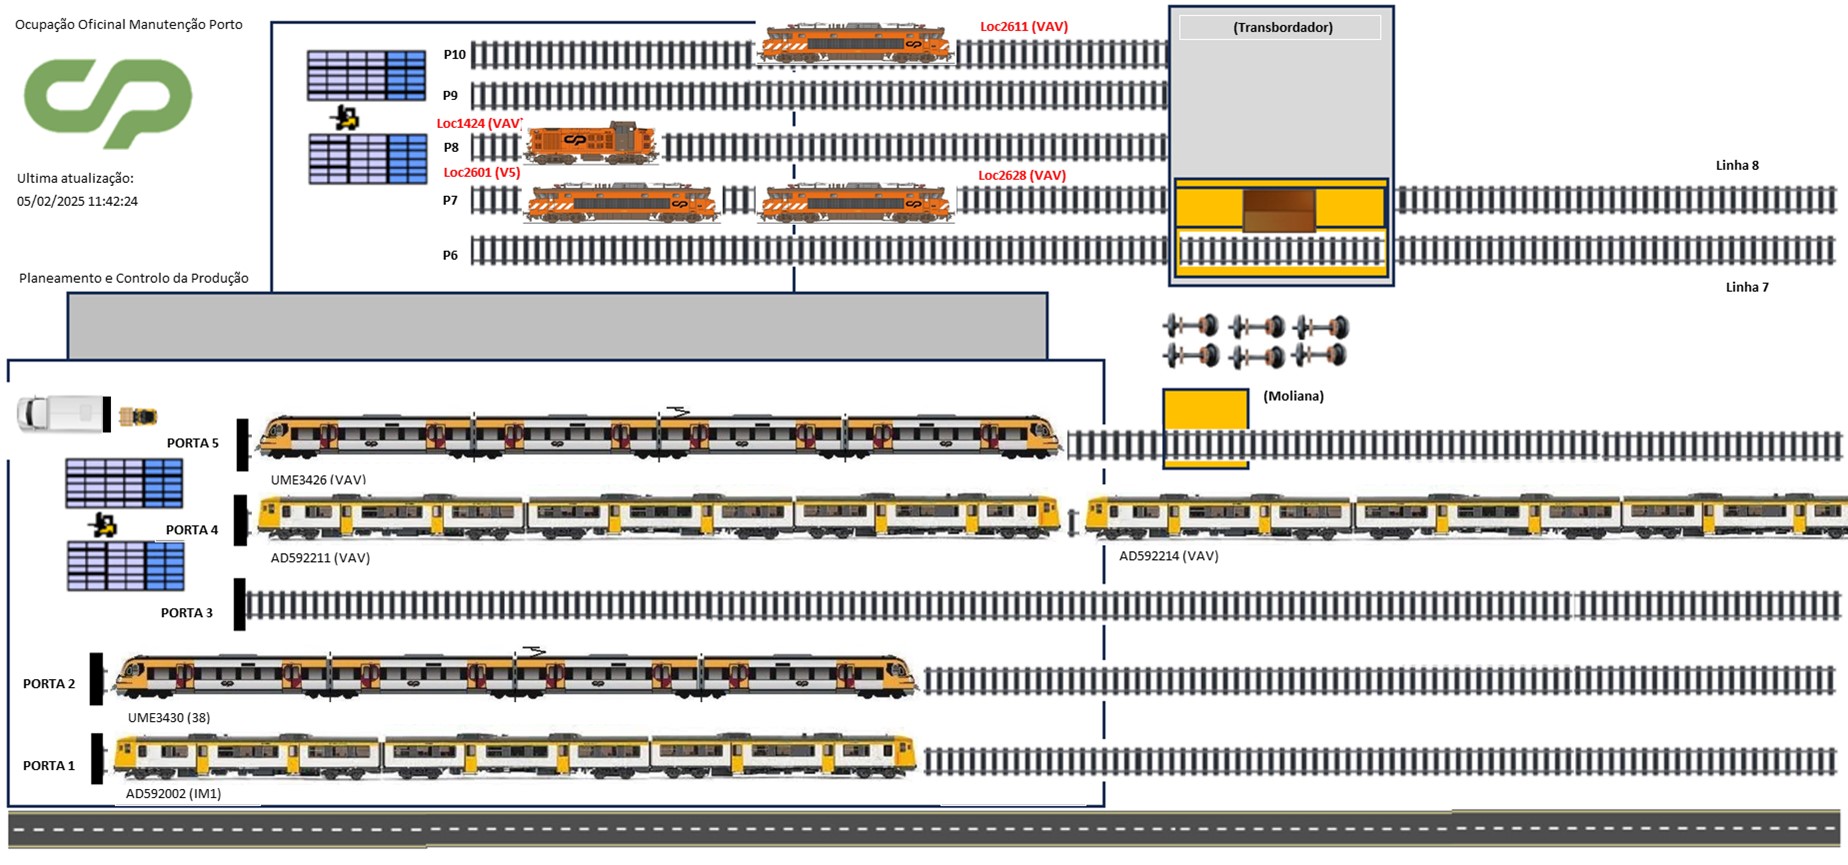 Ocupação Oficinal Manutenção Porto
Loc2611 (VAV)
(Transbordador)
P10
P9
Loc1424 (VAV)
P8
Ultima atualização:
05/02/2025 11:42:24
Loc2601 (V5)
Loc2628 (VAV)
Linha 8
P7
P6
Planeamento e Controlo da Produção
Linha 7
(Moliana)
PORTA 5
UME3426 (VAV)
PORTA 4
AD592211 (VAV)
AD592214 (VAV)
PORTA 3
PORTA 2
UME3430 (38)
PORTA 1
AD592002 (IM1)